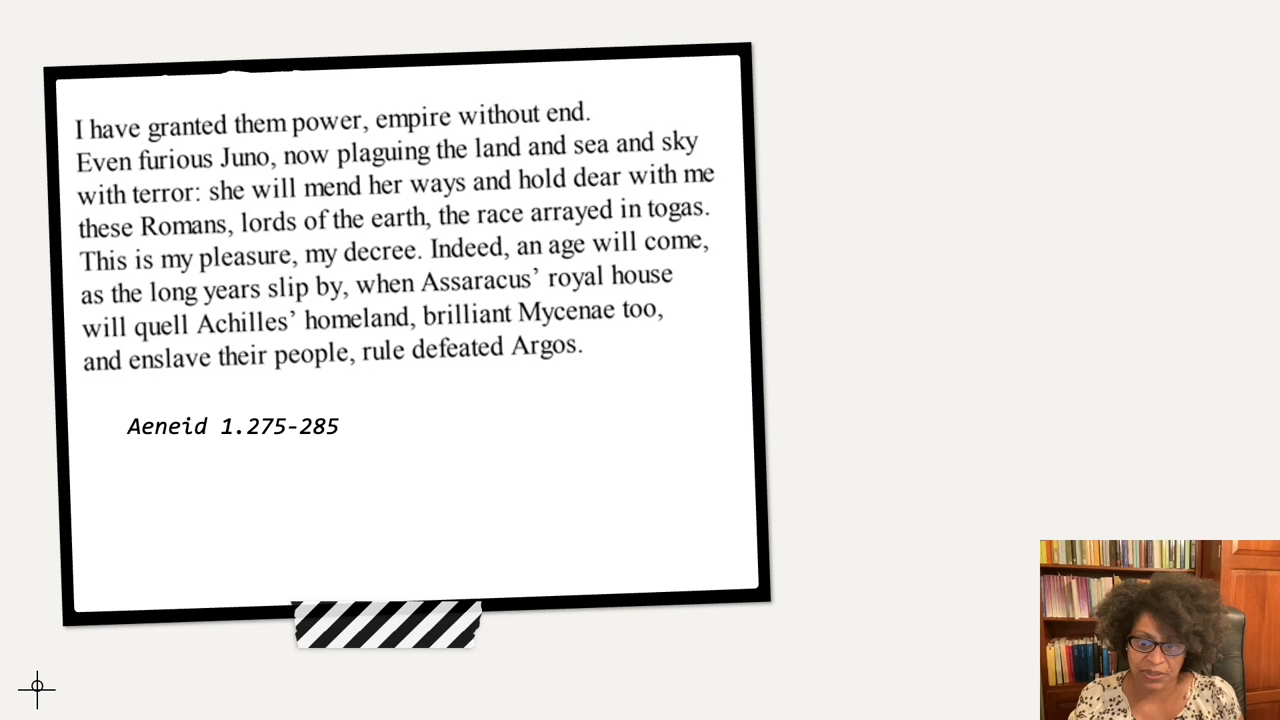 I have granted them power, empire without end.
Even furious Juno, now plaguing the land and sea and sky
with terror: she will mend her ways and hold dear with me
these Romans, lords of the earth, the race arrayed in togas.
This is my pleasure, my decree. Indeed, an age will come,
as the long years slip by, when Assaracus’ royal house
will quell Achilles’ homeland, brilliant Mycenae too,
and enslave their people, rule defeated Argos.
Aeneid 1.275-285